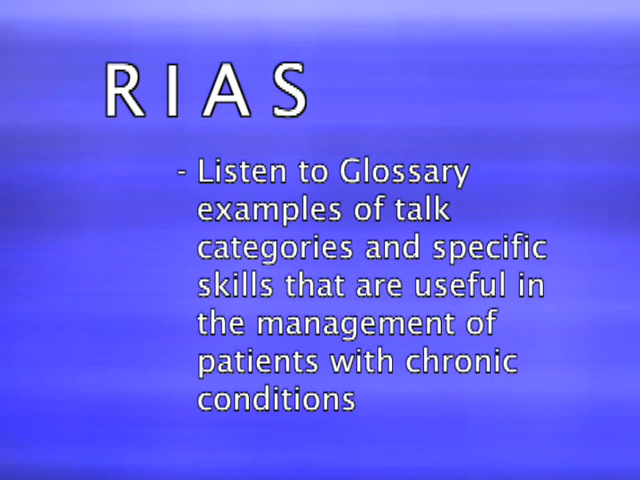 R I A S
- Listen to Glossary
examples of talk
categories and specific
skills that are useful in
the management of
patients with chronic
conditions